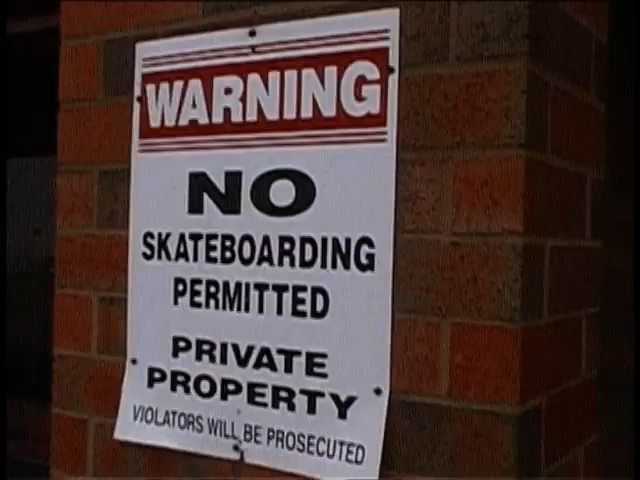 WARNING
NO
SKATEBOARDING
PERMITTED
PRIVATE
PROPERTY
VIOLATORS WILL BE PROSECUTED